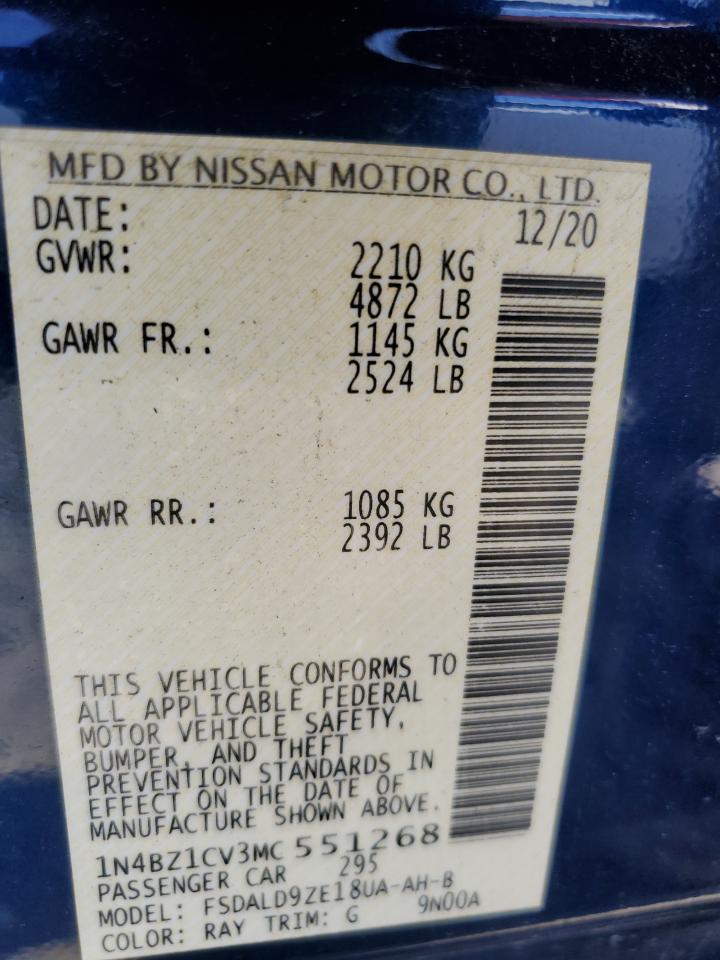 MFD BY NISSAN MOTOR CO., LTD.
DATE: 12/20
GVWR: 2210 KG
4872 LB
GAWR FR.: 1145 KG
2524 LB
GAWR RR.: 1085 KG
2392 LB
THIS VEHICLE CONFORMS TO
ALL APPLICABLE FEDERAL
MOTOR VEHICLE SAFETY,
BUMPER, AND THEFT
PREVENTION STANDARDS IN
EFFECT ON THE DATE OF
MANUFACTURE SHOWN ABOVE.
1N4BZ1CV3MC 551268
PASSENGER CAR 295
MODEL: FSDALD9ZE18UA-AH-B
COLOR: RAY TRIM: G 9N00A